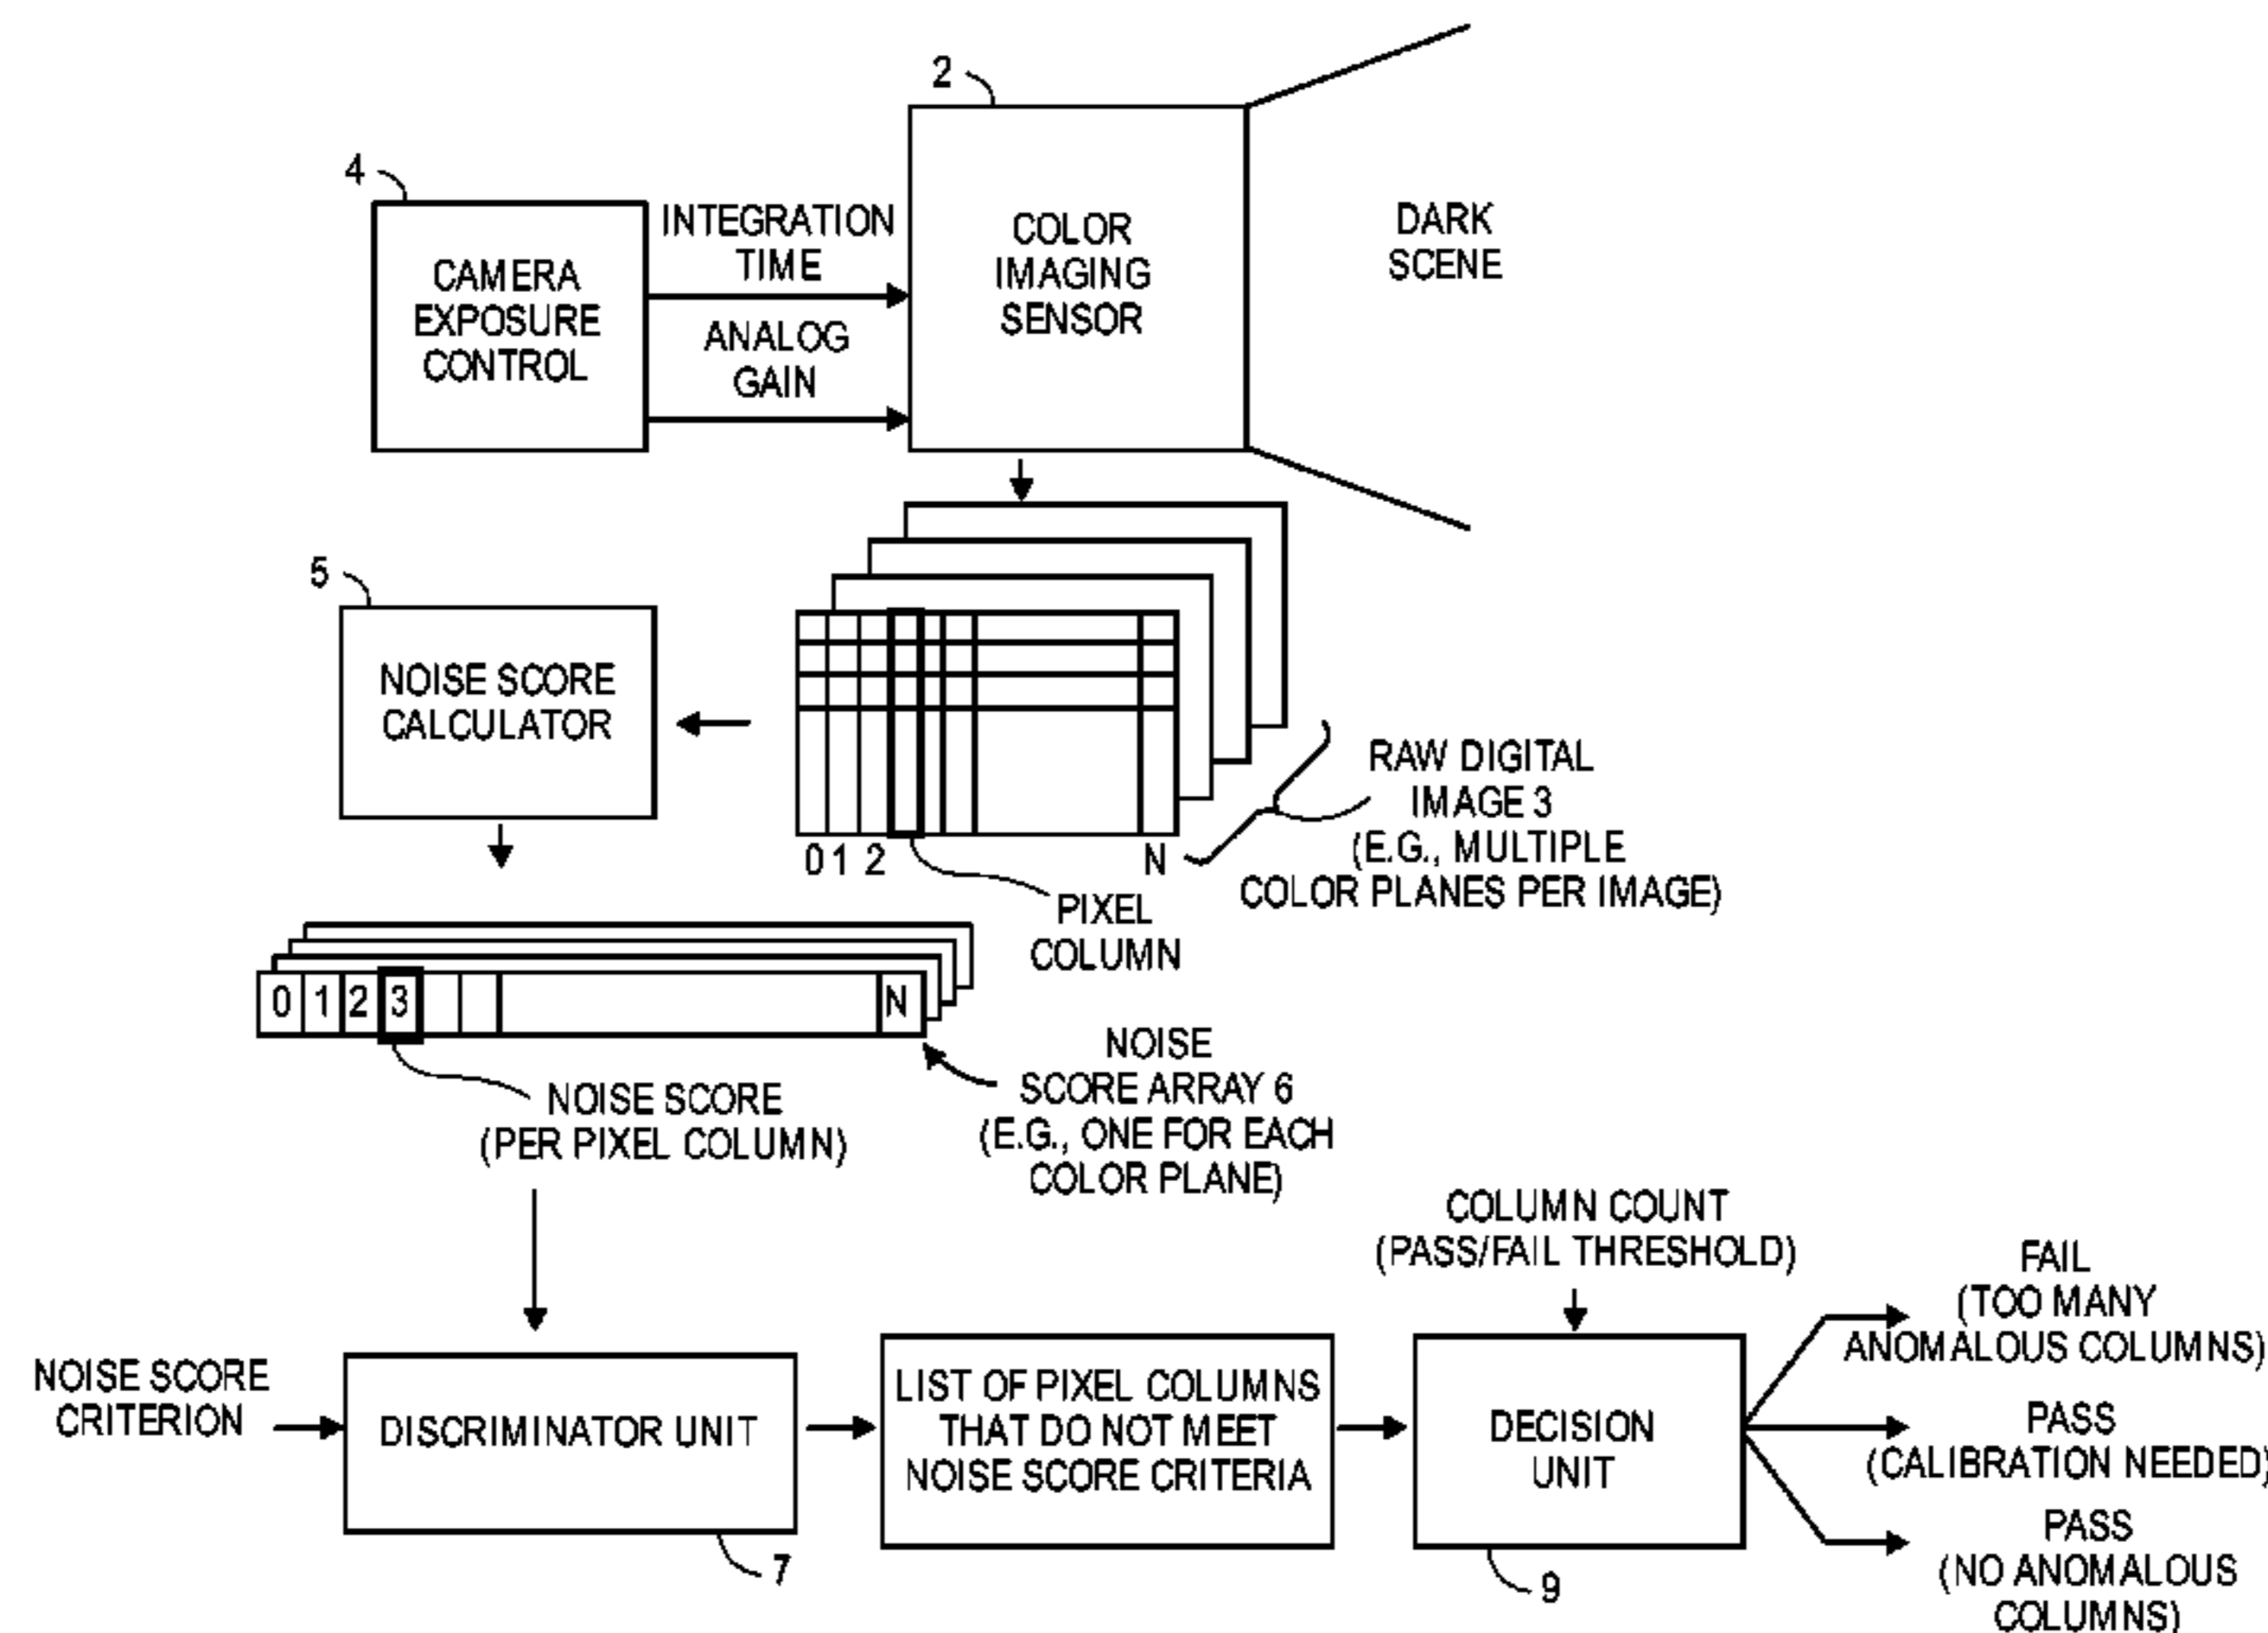 2
4
CAMERA
EXPOSURE
CONTROL
INTEGRATION
TIME
ANALOG
GAIN
COLOR
IMAGING
SENSOR
DARK
SCENE
5
NOISE SCORE
CALCULATOR
0 1 2 N
PIXEL
COLUMN
RAW DIGITAL
IMAGE 3
(E.G., MULTIPLE
COLOR PLANES PER IMAGE)
0 1 2 3 N
NOISE SCORE
(PER PIXEL COLUMN)
NOISE
SCORE ARRAY 6
(E.G., ONE FOR EACH
COLOR PLANE)
NOISE SCORE
CRITERION
DISCRIMINATOR UNIT
7
LIST OF PIXEL COLUMNS
THAT DO NOT MEET
NOISE SCORE CRITERIA
COLUMN COUNT
(PASS/FAIL THRESHOLD)
DECISION
UNIT
9
FAIL
(TOO MANY
ANOMALOUS COLUMNS)
PASS
(CALIBRATION NEEDED)
PASS
(NO ANOMALOUS
COLUMNS)